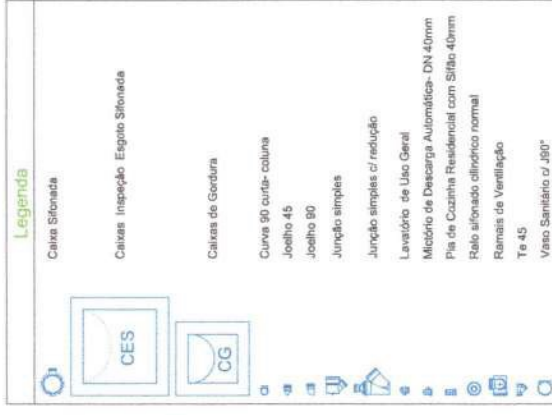 Legenda
Caixa Sifonada
CES Caixas Inspeção Esgoto Sifonada
CG Caixas de Gordura
Curva 90 curta- coluna
Joelho 45
Joelho 90
Junção simples
Junção simples c/ redução
Lavatório de Uso Geral
Mictório de Descarga Automática- DN 40mm
Pia de Cozinha Residencial com Sifão 40mm
Ralo sifonado cilíndrico normal
Ramais de Ventilação
Te 45
Vaso Sanitário c/ J90°